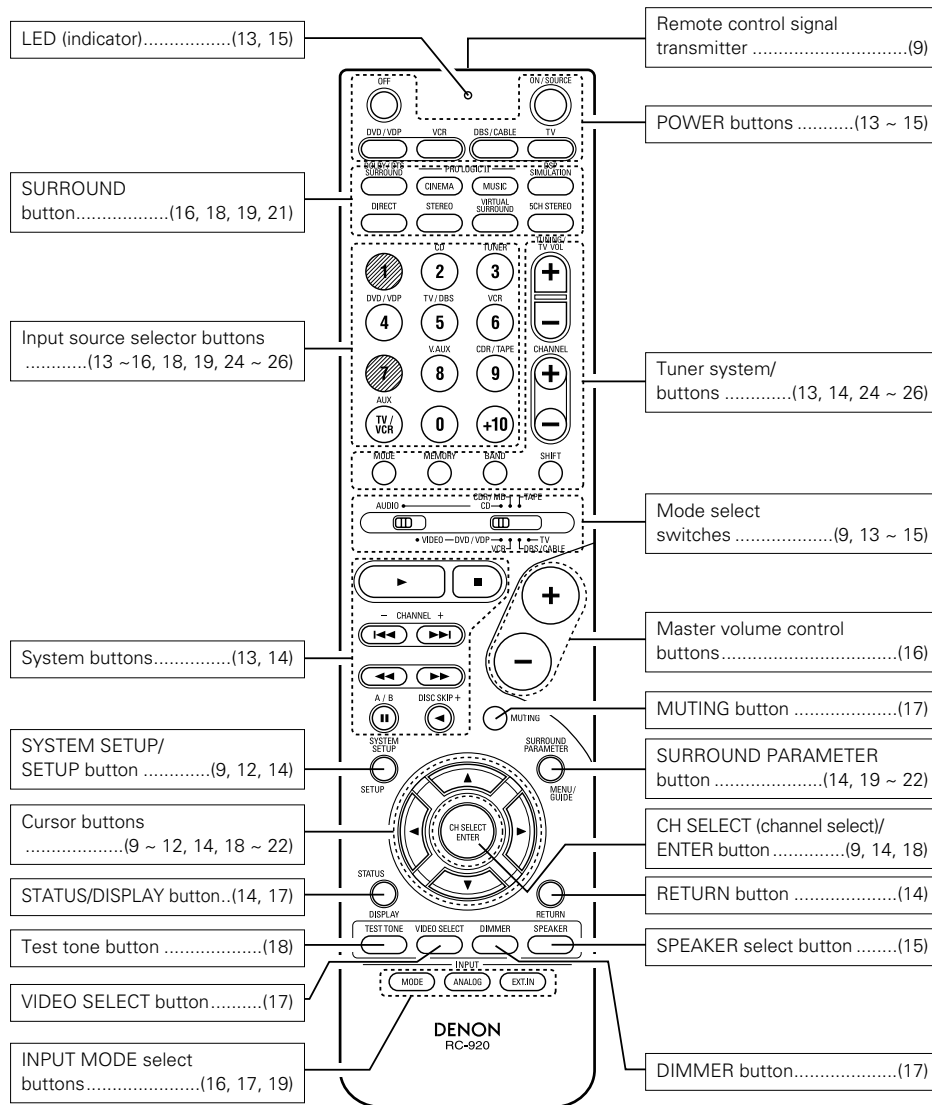 LED (indicator).................(13, 15)
Remote control signal
transmitter ............................(9)
POWER buttons ...........(13 ~ 15)
SURROUND
button..................(16, 18, 19, 21)
Input source selector buttons
............(13 ~16, 18, 19, 24 ~ 26)
Tuner system/
buttons .............(13, 14, 24 ~ 26)
Mode select
switches ...................(9, 13 ~ 15)
Master volume control
buttons.................................(16)
System buttons...............(13, 14)
MUTING button ...................(17)
SYSTEM SETUP/
SETUP button .............(9, 12, 14)
SURROUND PARAMETER
button ....................(14, 19 ~ 22)
Cursor buttons
..................(9 ~ 12, 14, 18 ~ 22)
CH SELECT (channel select)/
ENTER button..............(9, 14, 18)
STATUS/DISPLAY button..(14, 17)
RETURN button ...................(14)
Test tone button ..................(18)
SPEAKER select button ........(15)
VIDEO SELECT button..........(17)
INPUT MODE select
buttons.....................(16, 17, 19)
DIMMER button....................(17)
OFF
ON / SOURCE
DVD / VDP VCR DBS / CABLE TV
DOLBY / DTS
SURROUND
PRO LOGIC II
CINEMA MUSIC
DSP
SIMULATION
DIRECT STEREO VIRTUAL
SURROUND 5CH STEREO
CD TUNER TUNING /
TV VOL
1 2 3 +
DVD / VDP TV / DBS VCR
4 5 6 −
V.AUX CDR / TAPE CHANNEL
7 8 9 +
AUX
TV /
VCR 0 +10 −
MODE MEMORY BAND SHIFT
CDR / MD TAPE
AUDIO CD
VIDEO DVD / VDP TV
VCR DBS/CABLE
+
− CHANNEL +
−
A / B DISC SKIP +
MUTING
SYSTEM
SETUP
SURROUND
PARAMETER
SETUP
MENU /
GUIDE
CH SELECT
ENTER
STATUS
DISPLAY RETURN
TEST TONE VIDEO SELECT DIMMER SPEAKER
INPUT
MODE ANALOG EXT.IN
DENON
RC-920